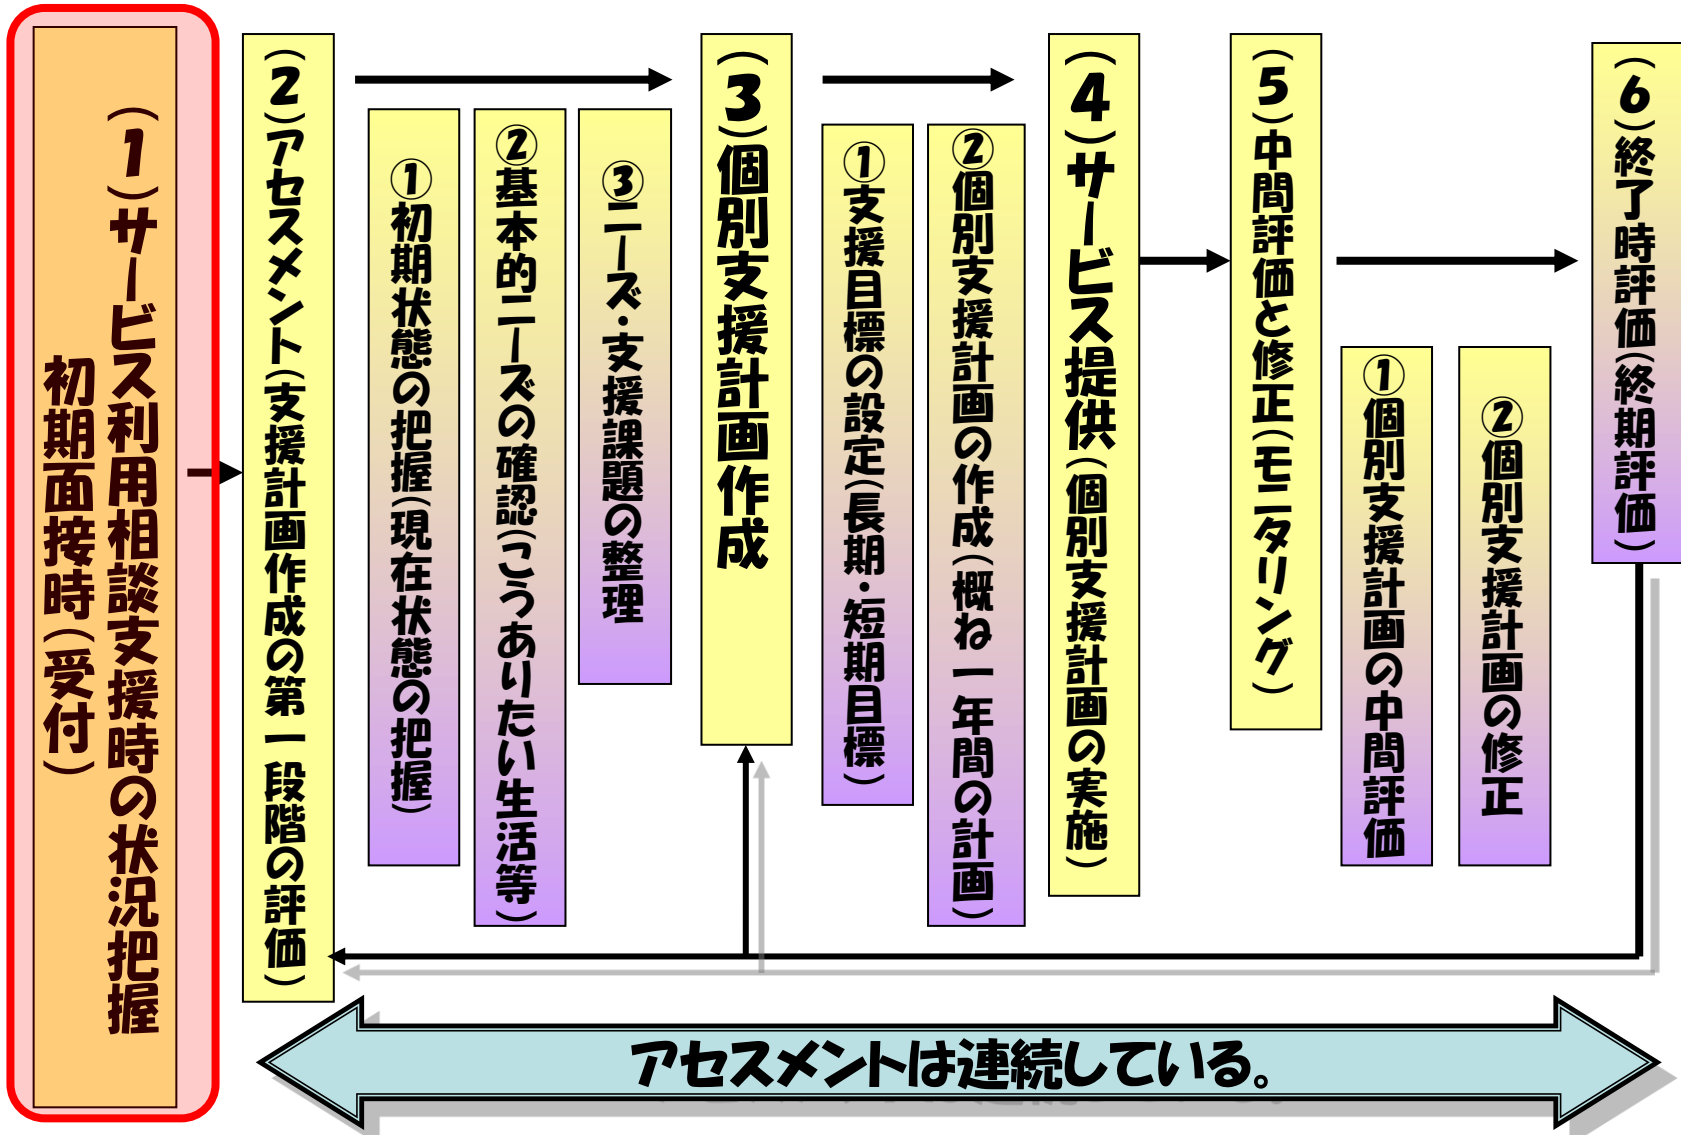 (1)サービス利用相談支援時の状況把握
初期面接時(受付)
(2)アセスメント(支援計画作成の第一段階の評価)
①初期状態の把握(現在状態の把握)
②基本的ニーズの確認(こうありたい生活等)
③ニーズ・支援課題の整理
(3)個別支援計画作成
①支援目標の設定(長期・短期目標)
②個別支援計画の作成(概ね一年間の計画)
(4)サービス提供(個別支援計画の実施)
(5)中間評価と修正(モニタリング)
①個別支援計画の中間評価
②個別支援計画の修正
(6)終了時評価(終期評価)
アセスメントは連続している。